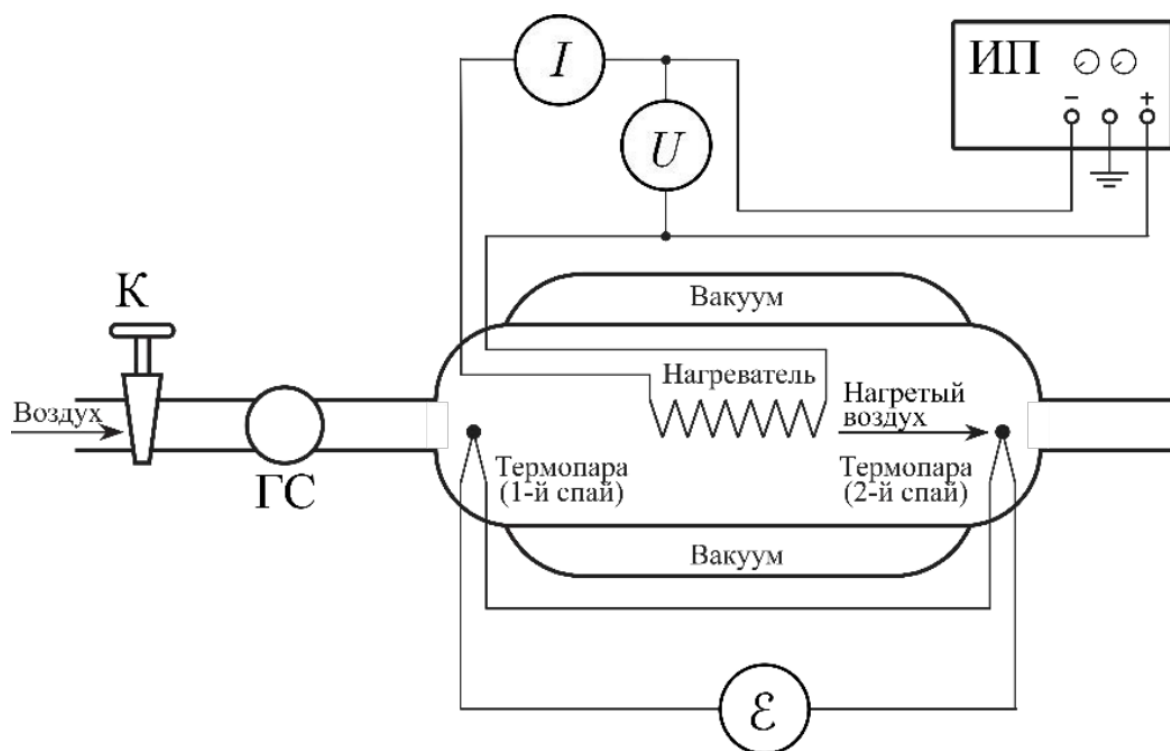 I
ИП
- +
U
К
Вакуум
Нагреватель
Воздух
Нагретый
воздух
ГС
Термопара
(1-й спай)
Термопара
(2-й спай)
Вакуум
ℰ